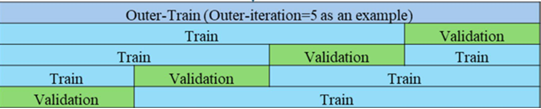 Outer-Train (Outer-iteration=5 as an example)
Train Validation
Train Validation Train
Train Validation Train
Validation Train